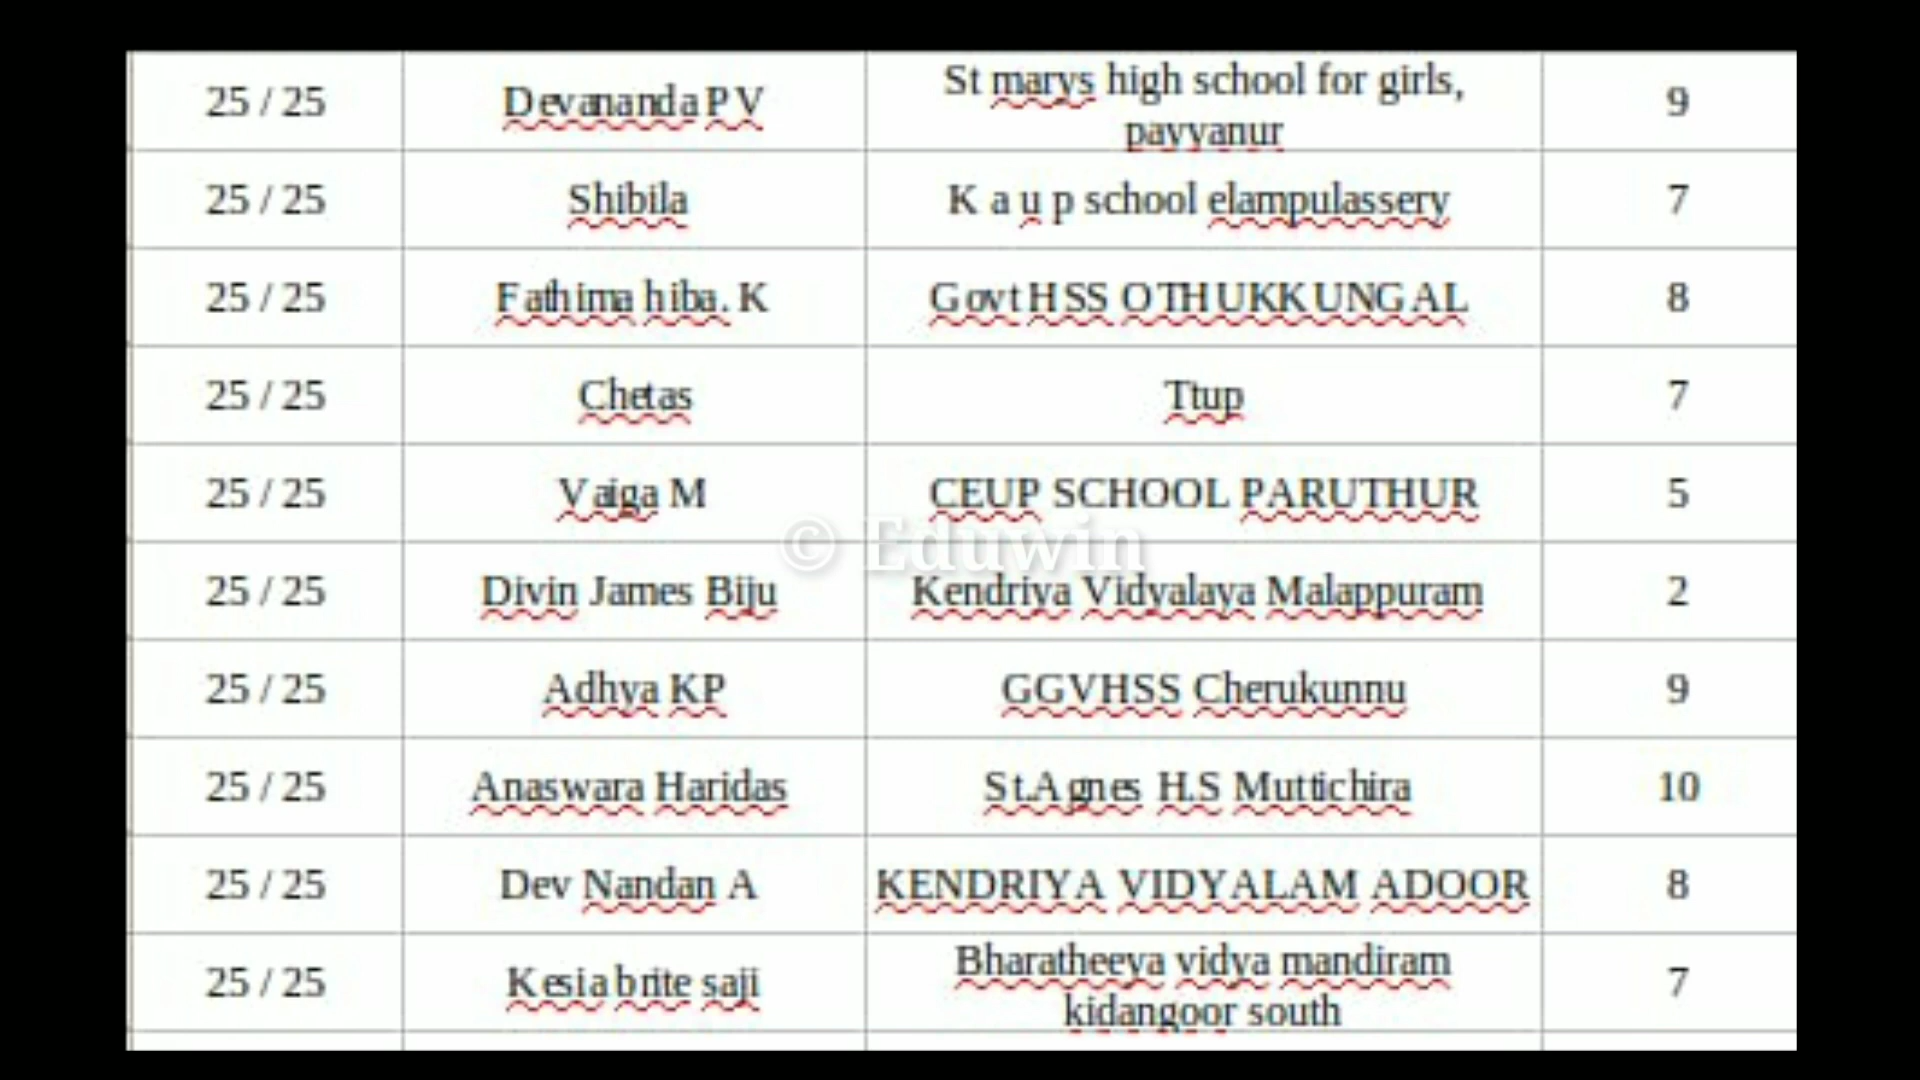 25 / 25 Devananda P V St marys high school for girls, payyanur 9
25 / 25 Shibila K a u p school elampulassery 7
25 / 25 Fathima hiba. K Govt HSS OTHUKKUNGAL 8
25 / 25 Chetas Ttup 7
25 / 25 Vaiga M CEUP SCHOOL PARUTHUR 5
© Eduwin
25 / 25 Divin James Biju Kendriya Vidyalaya Malappuram 2
25 / 25 Adhya KP GGVHSS Cherukunnu 9
25 / 25 Anaswara Haridas St.Agnes H.S Muttichira 10
25 / 25 Dev Nandan A KENDRIYA VIDYALAM ADOOR 8
25 / 25 Kesia brite saji Bharatheeya vidya mandiram kidangoor south 7